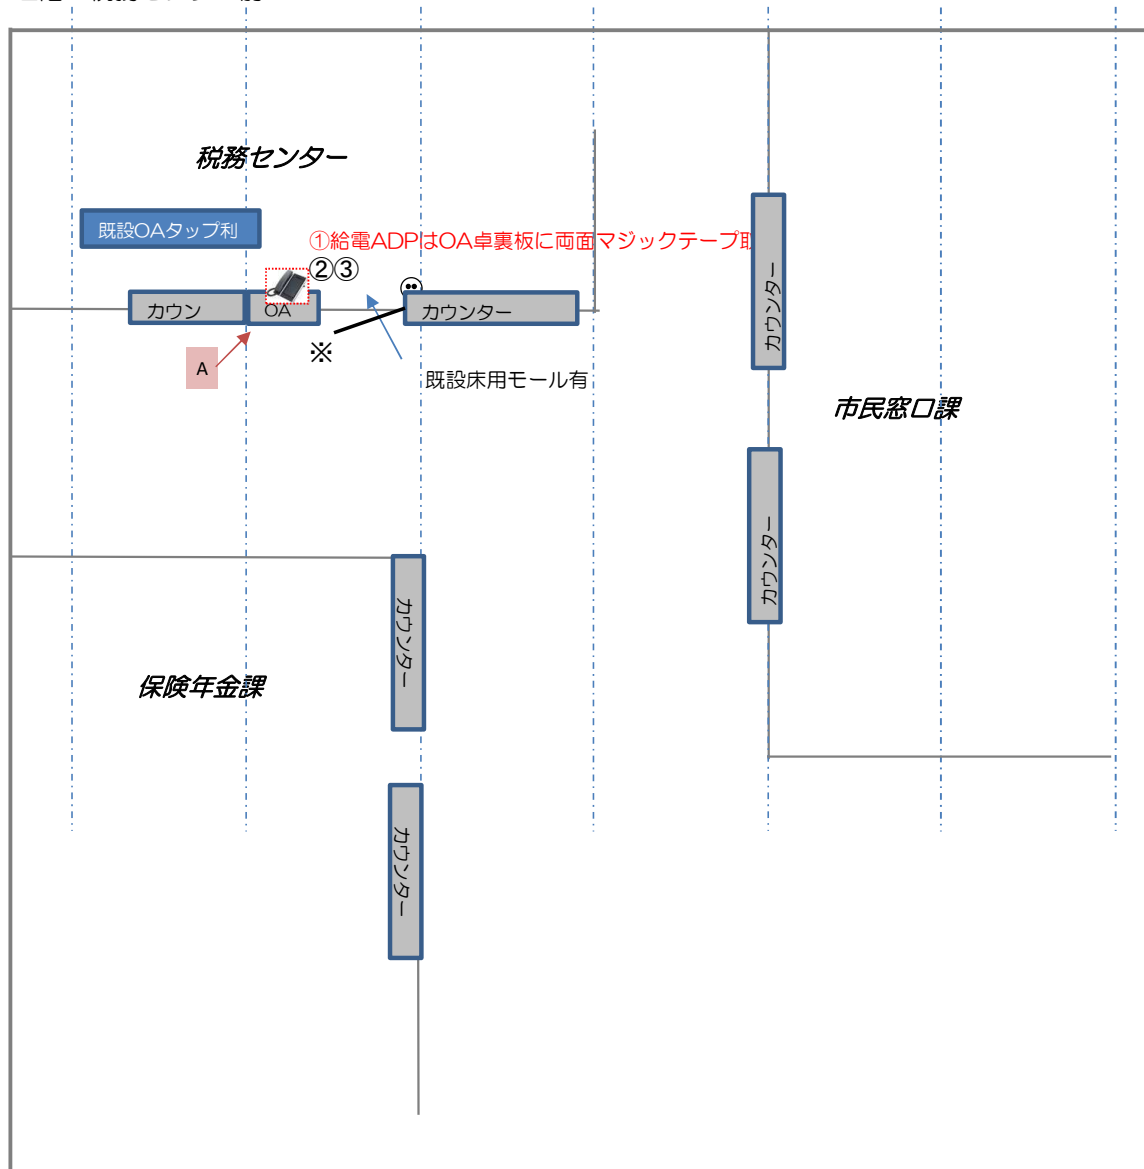 税務センター
既設OAタップ利
①給電ADPはOA卓裏板に両面マジックテープ取
②③
カウン
OA
カウンター
カウンター
※
A
既設床用モール有
市民窓口課
カウンター
カウンター
保険年金課
カウンター